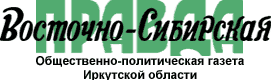 ПРАВДА
Восточно-Сибирская
Общественно-политическая газета
Иркутской области